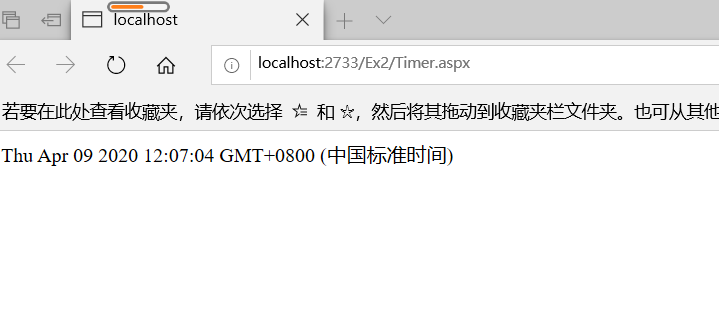 localhost
localhost:2733/Ex2/Timer.aspx
若要在此处查看收藏夹，请依次选择 和 ，然后将其拖动到收藏夹栏文件夹。也可从其他
Thu Apr 09 2020 12:07:04 GMT+0800 (中国标准时间)